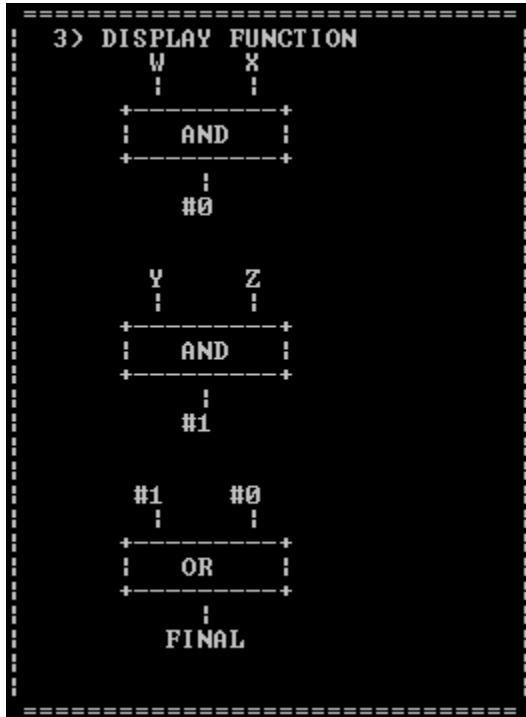 3) DISPLAY FUNCTION
W X
AND
#0
Y Z
AND
#1
#1 #0
OR
FINAL